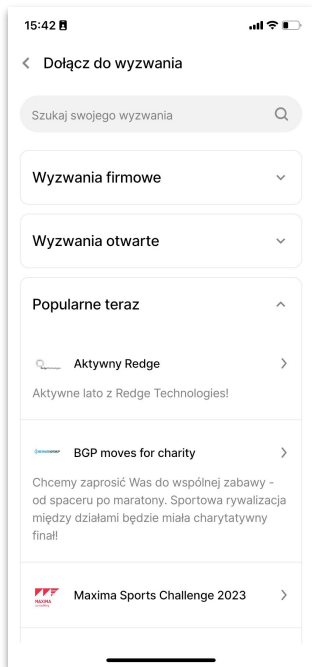 15:42
Dołącz do wyzwania
Szukaj swojego wyzwania
Wyzwania firmowe
Wyzwania otwarte
Popularne teraz
Aktywny Redge
Aktywne lato z Redge Technologies!
BGP moves for charity
Chcemy zaprosić Was do wspólnej zabawy -
od spaceru po maratony. Sportowa rywalizacja
między działami będzie miała charytatywny
finał!
MAXIMA
Maxima Sports Challenge 2023